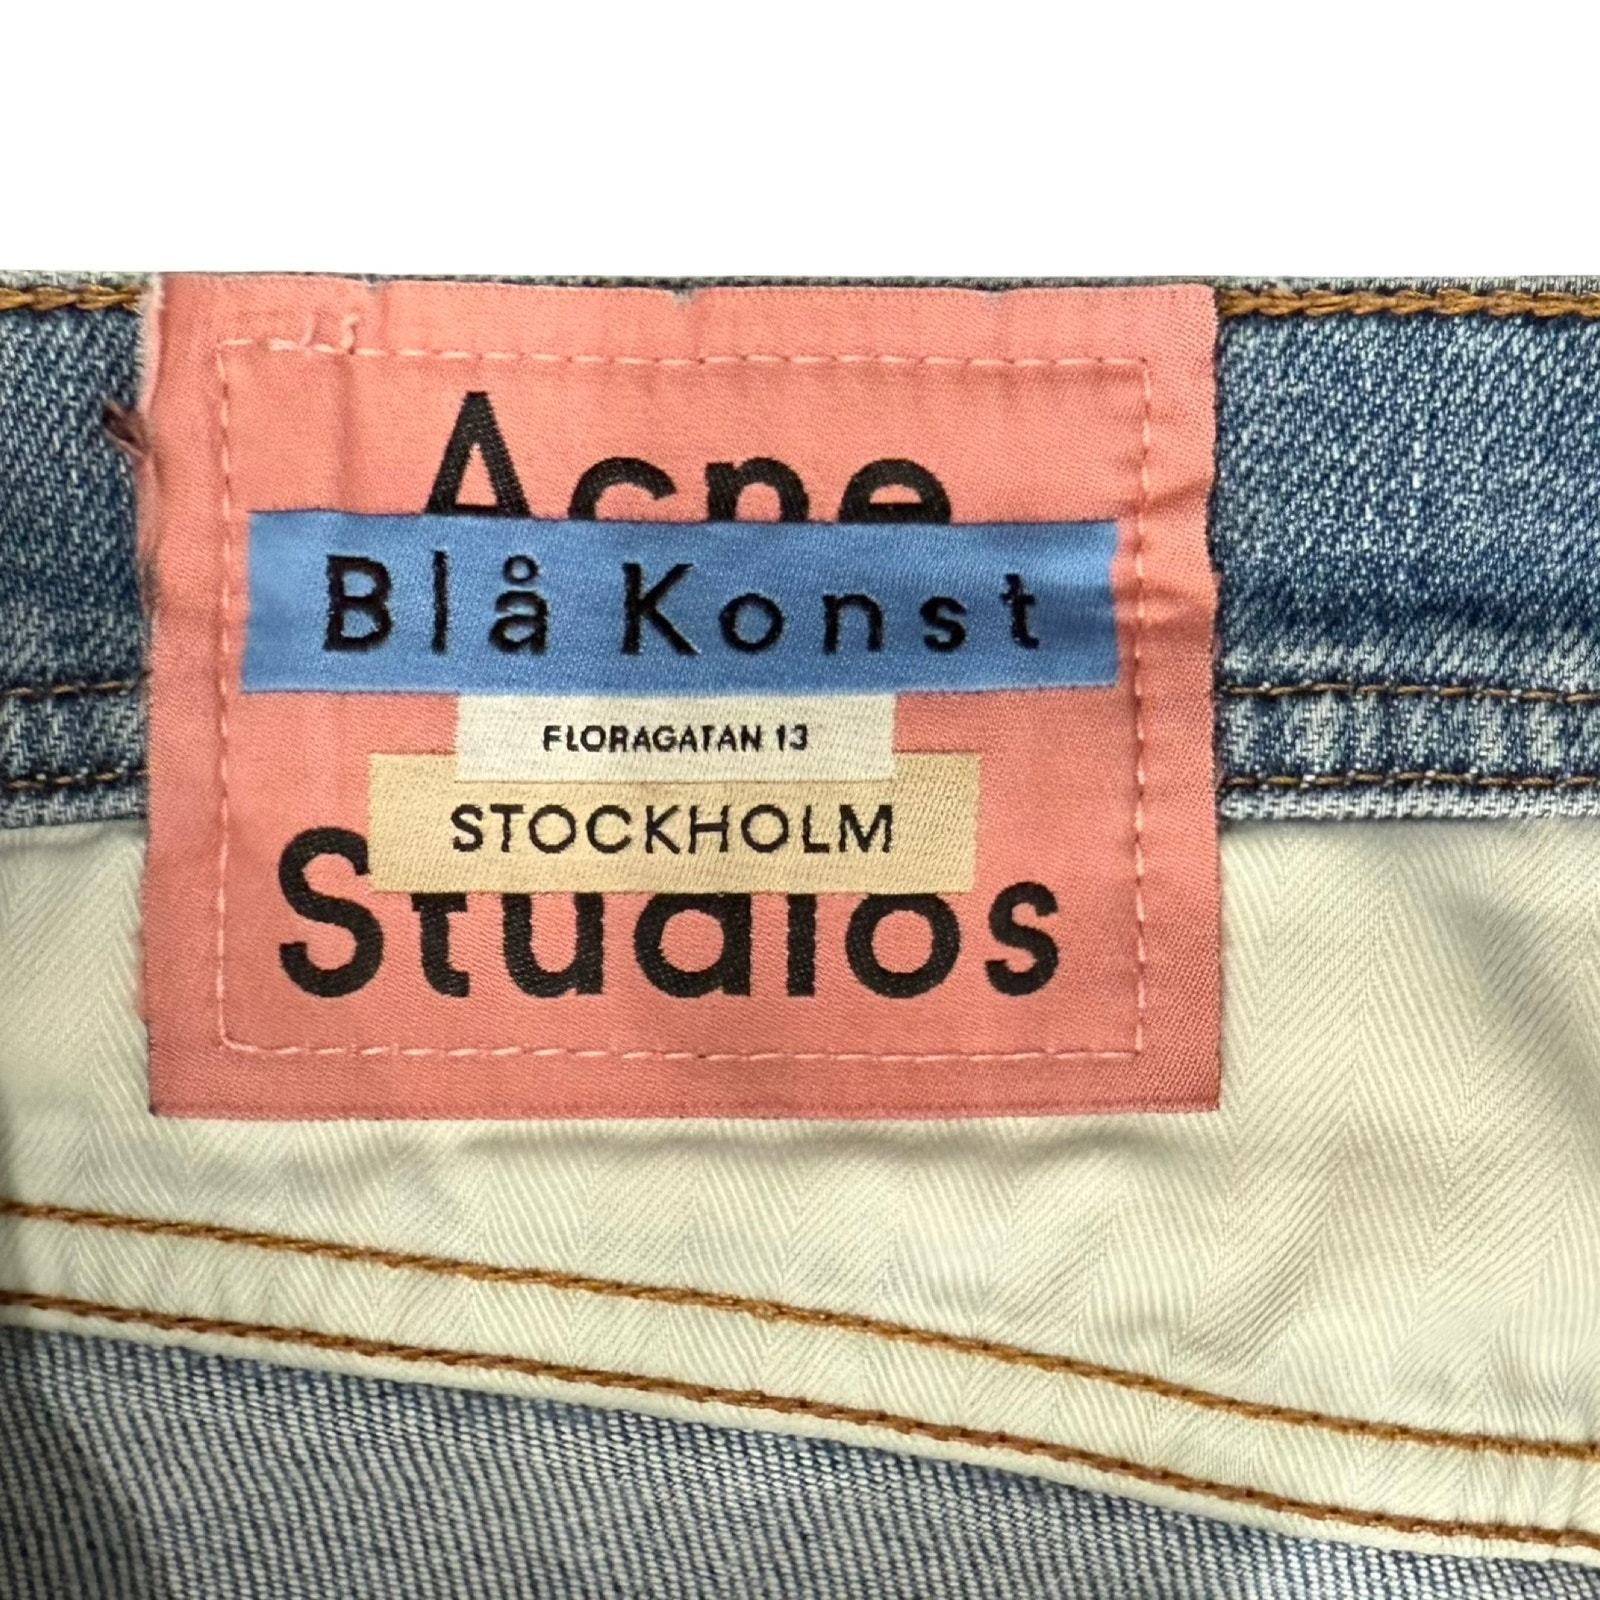 Acne
Blå Konst
FLORAGATAN 13
STOCKHOLM
Studios